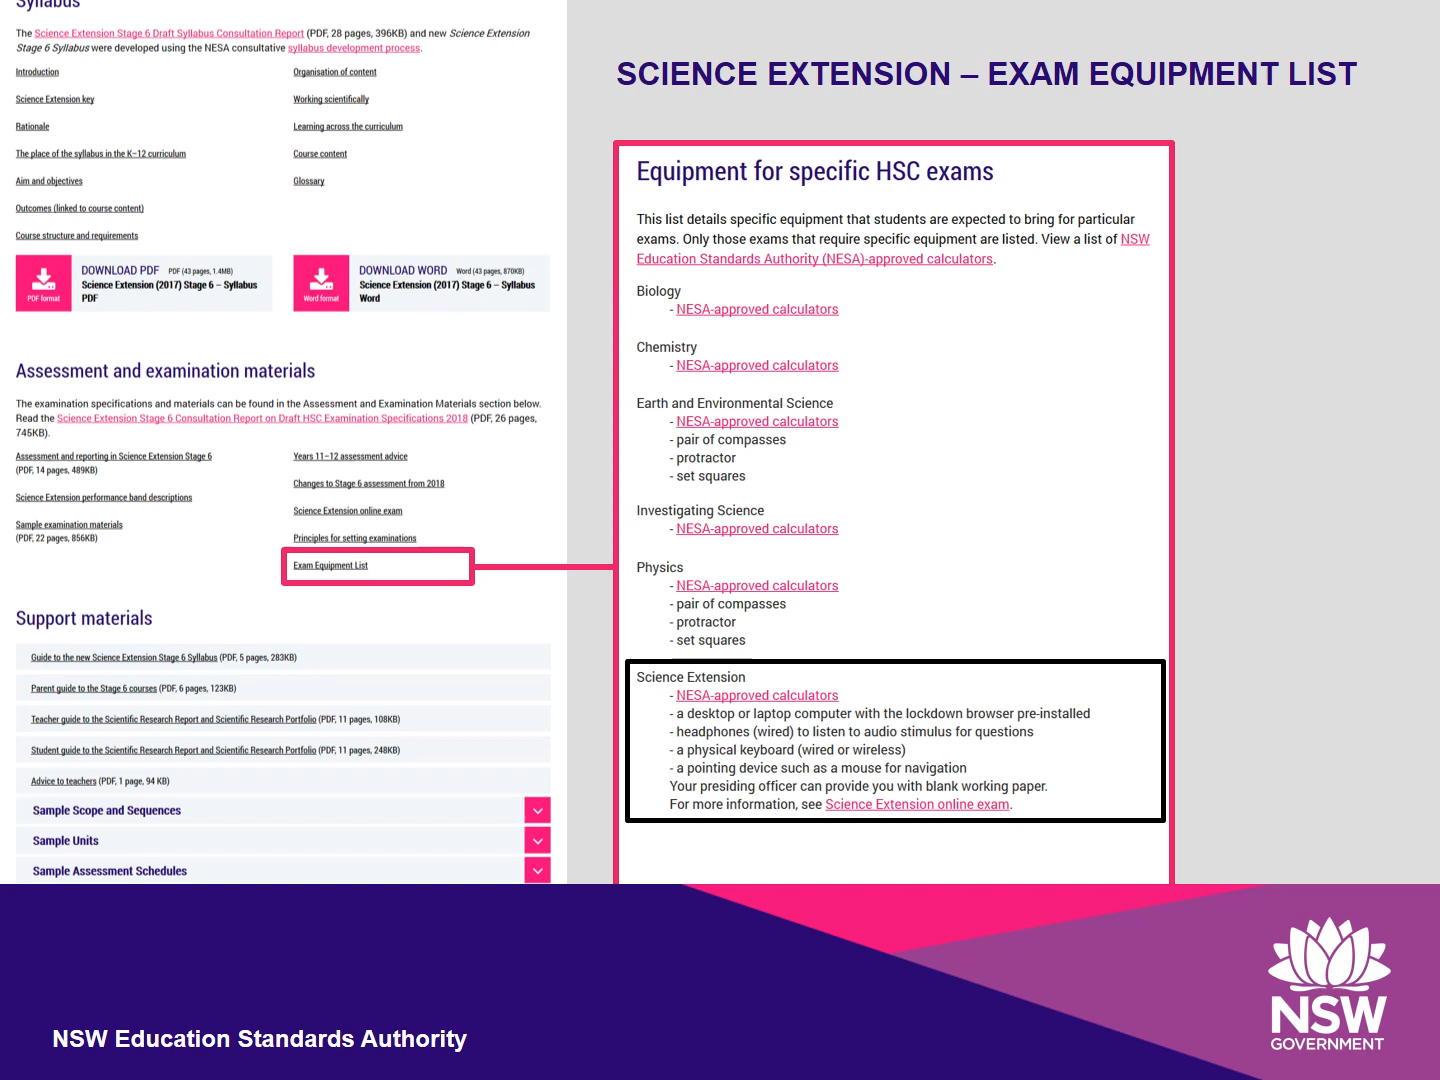 Syllabus
The Science Extension Stage 6 Draft Syllabus Consultation Report (PDF, 28 pages, 396KB) and new Science Extension
Stage 6 Syllabus were developed using the NESA consultative syllabus development process.
Introduction
Science Extension key
Rationale
The place of the syllabus in the K–12 curriculum
Aim and objectives
Outcomes (linked to course content)
Course structure and requirements
Organisation of content
Working scientifically
Learning across the curriculum
Course content
Glossary
PDF format
DOWNLOAD PDF PDF (43 pages, 1.4MB)
Science Extension (2017) Stage 6 – Syllabus
PDF
Word format
DOWNLOAD WORD Word (43 pages, 870KB)
Science Extension (2017) Stage 6 – Syllabus
Word
Assessment and examination materials
The examination specifications and materials can be found in the Assessment and Examination Materials section below.
Read the Science Extension Stage 6 Consultation Report on Draft HSC Examination Specifications 2018 (PDF, 26 pages,
745KB).
Assessment and reporting in Science Extension Stage 6
(PDF, 14 pages, 489KB)
Science Extension performance band descriptions
Sample examination materials
(PDF, 22 pages, 856KB)
Years 11–12 assessment advice
Changes to Stage 6 assessment from 2018
Science Extension online exam
Principles for setting examinations
Exam Equipment List
Support materials
Guide to the new Science Extension Stage 6 Syllabus (PDF, 5 pages, 283KB)
Parent guide to the Stage 6 courses (PDF, 6 pages, 123KB)
Teacher guide to the Scientific Research Report and Scientific Research Portfolio (PDF, 11 pages, 108KB)
Student guide to the Scientific Research Report and Scientific Research Portfolio (PDF, 11 pages, 248KB)
Advice to teachers (PDF, 1 page, 94 KB)
Sample Scope and Sequences
Sample Units
Sample Assessment Schedules
SCIENCE EXTENSION – EXAM EQUIPMENT LIST
Equipment for specific HSC exams
This list details specific equipment that students are expected to bring for particular
exams. Only those exams that require specific equipment are listed. View a list of NSW
Education Standards Authority (NESA)-approved calculators.
Biology
- NESA-approved calculators
Chemistry
- NESA-approved calculators
Earth and Environmental Science
- NESA-approved calculators
- pair of compasses
- protractor
- set squares
Investigating Science
- NESA-approved calculators
Physics
- NESA-approved calculators
- pair of compasses
- protractor
- set squares
Science Extension
- NESA-approved calculators
- a desktop or laptop computer with the lockdown browser pre-installed
- headphones (wired) to listen to audio stimulus for questions
- a physical keyboard (wired or wireless)
- a pointing device such as a mouse for navigation
Your presiding officer can provide you with blank working paper.
For more information, see Science Extension online exam.
NSW Education Standards Authority
NSW
GOVERNMENT